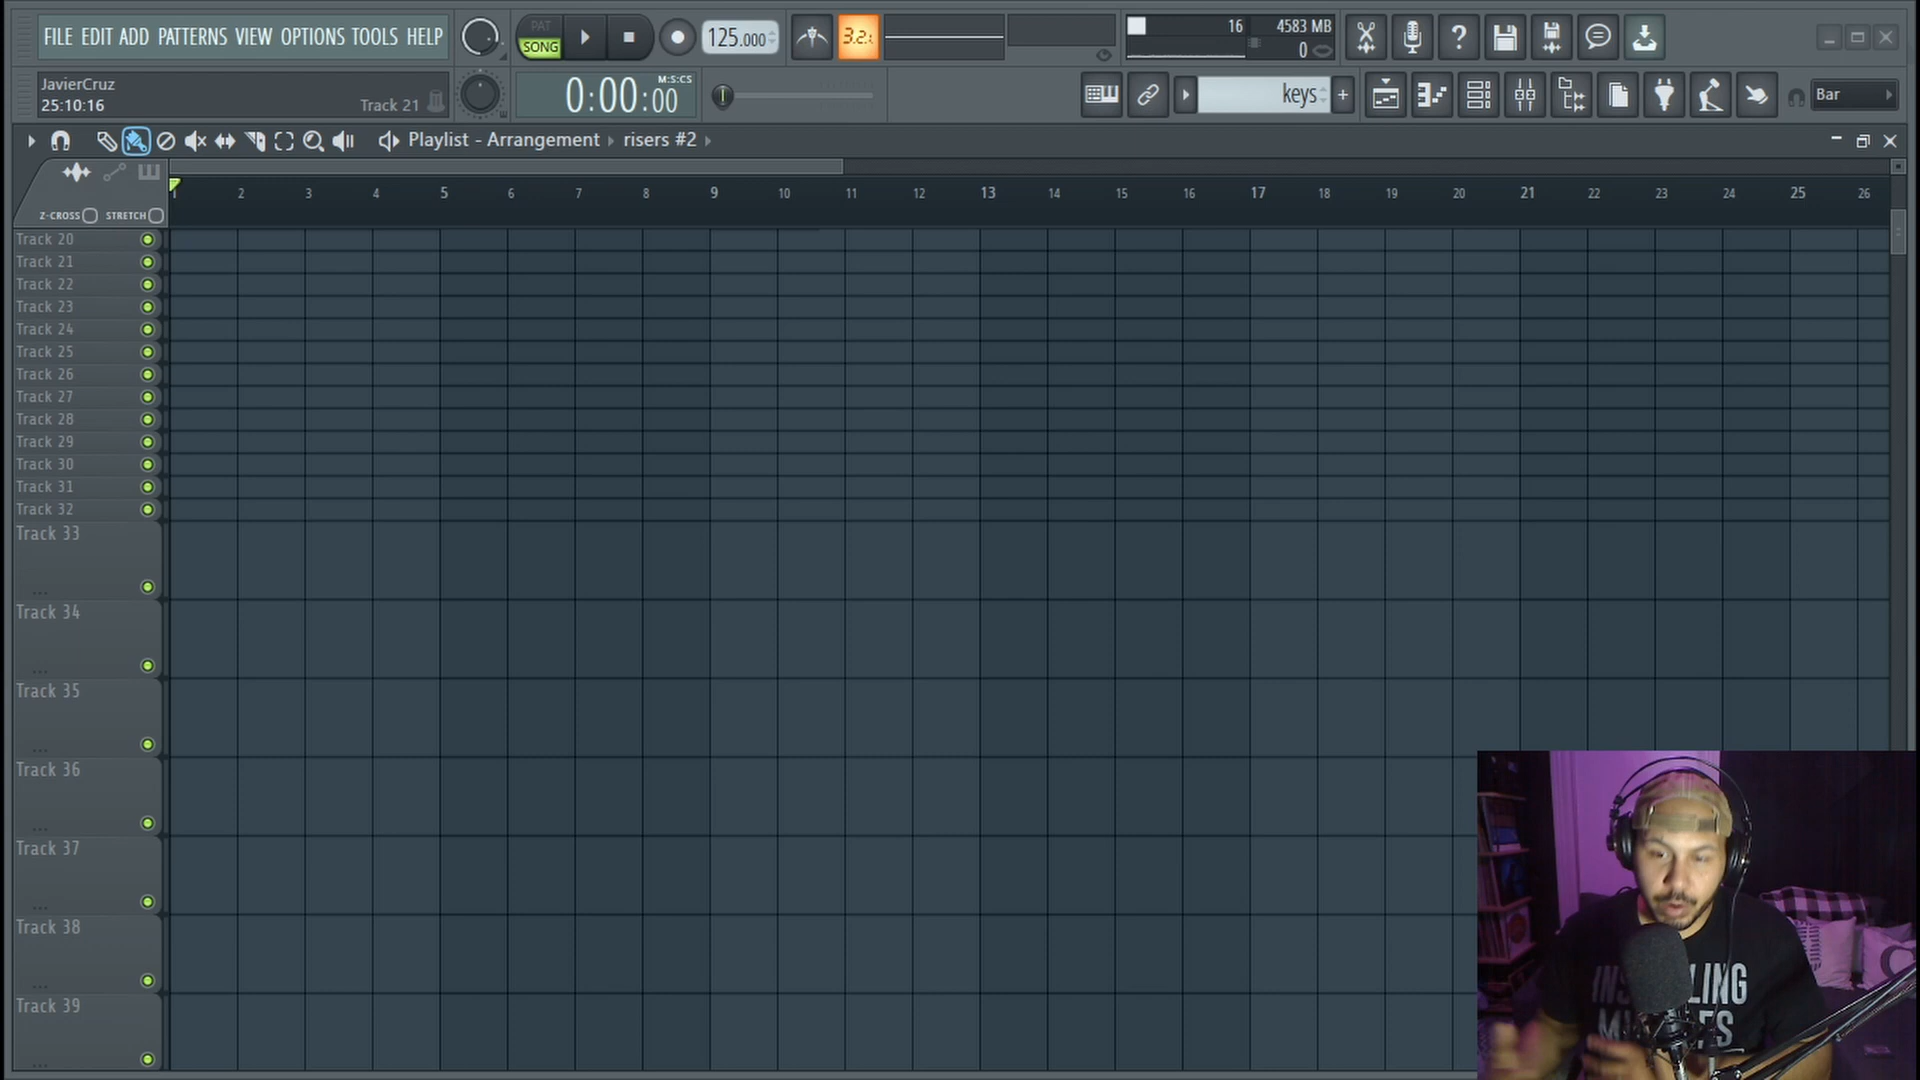 FILE EDIT ADD PATTERNS VIEW OPTIONS TOOLS HELP
PAT
SONG
125.000
16
4583 MB
0
JavierCruz
25:10:16
Track 21
M:S:CS
0:00:00
keys
Bar
Playlist - Arrangement
risers #2
Z-CROSS
STRETCH
1 2 3 4 5 6 7 8 9 10 11 12 13 14 15 16 17 18 19 20 21 22 23 24 25 26
Track 20
Track 21
Track 22
Track 23
Track 24
Track 25
Track 26
Track 27
Track 28
Track 29
Track 30
Track 31
Track 32
Track 33
Track 34
Track 35
Track 36
Track 37
Track 38
Track 39